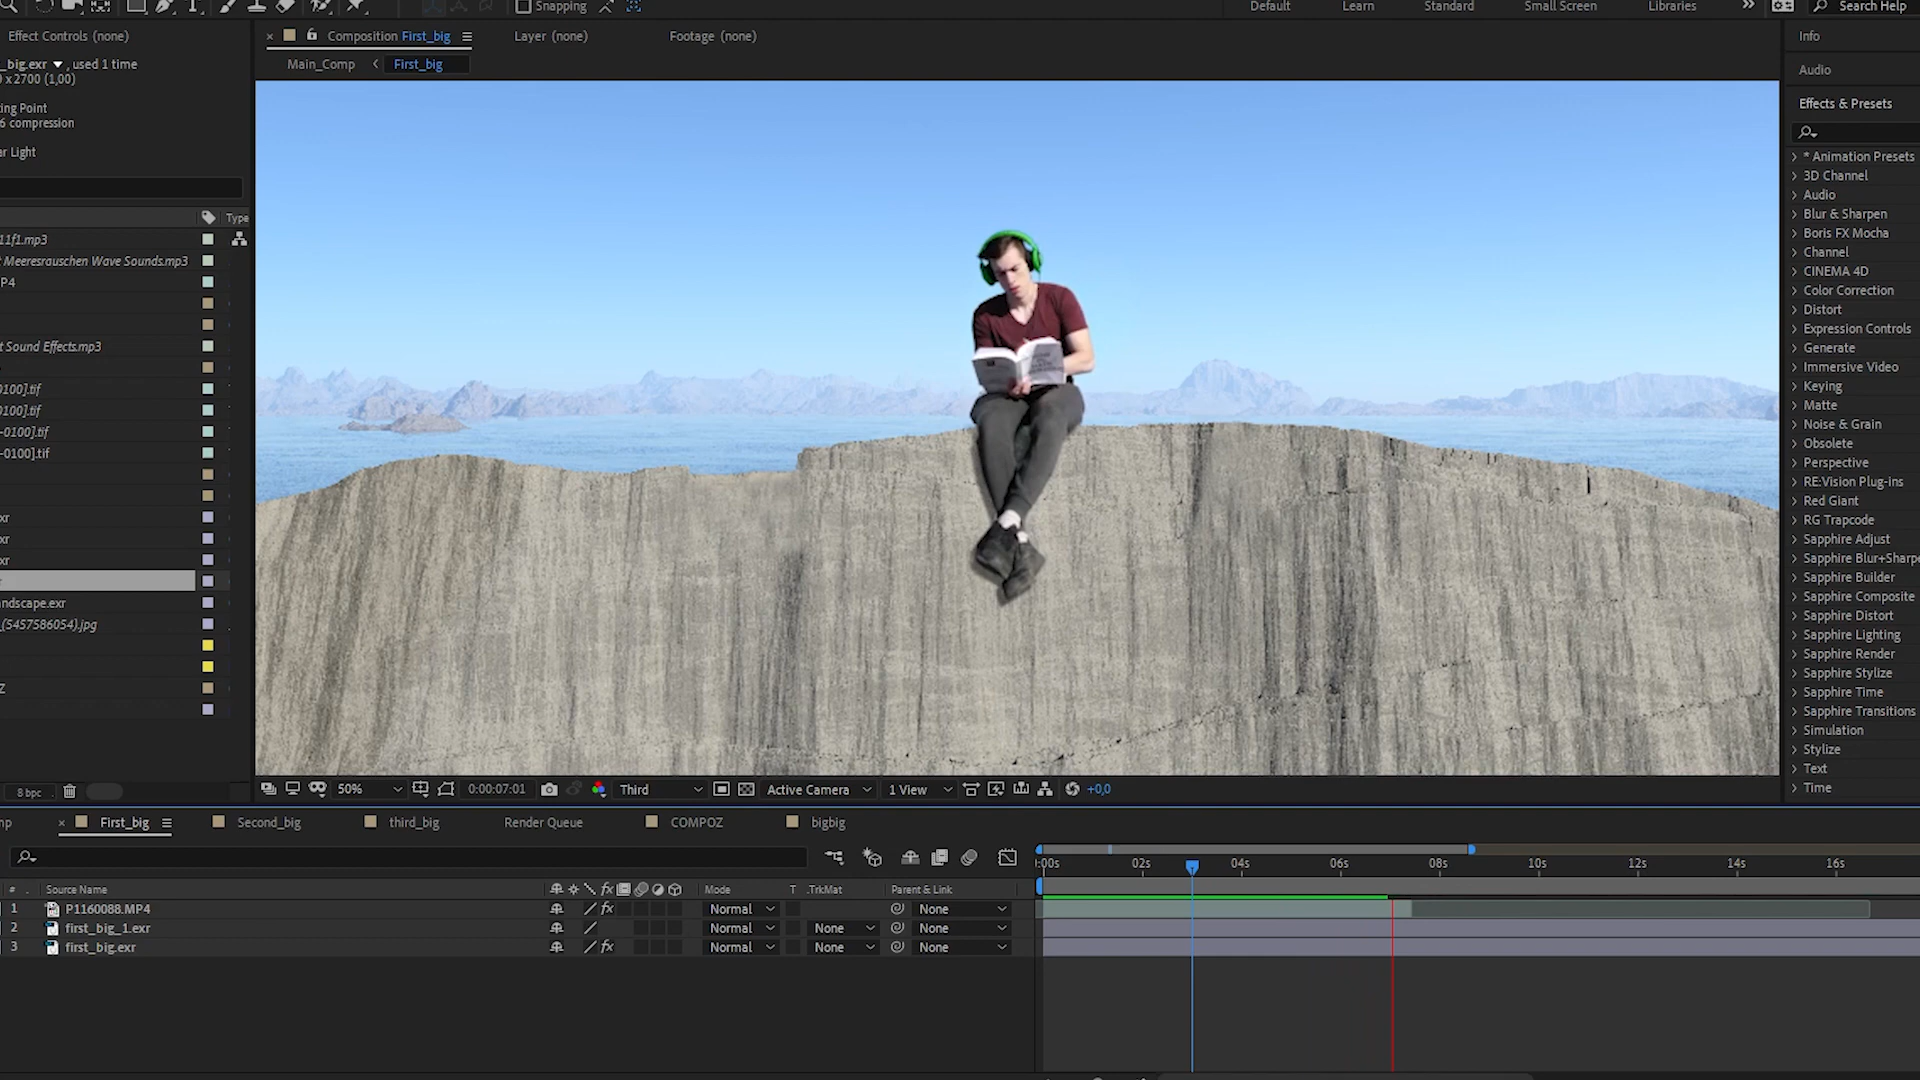 Snapping
Default
Learn
Standard
Small Screen
Libraries
Search Help
Effect Controls (none)
Composition First_big
Layer (none)
Footage (none)
Info
_big.exr , used 1 time
x 2700 (1,00)
Main_Comp
First_big
Audio
Effects & Presets
ing Point
6 compression
ar Light
* Animation Presets
3D Channel
Audio
Blur & Sharpen
Boris FX Mocha
Channel
CINEMA 4D
Color Correction
Distort
Expression Controls
Generate
Immersive Video
Keying
Matte
Noise & Grain
Obsolete
Perspective
RE:Vision Plug-ins
Red Giant
RG Trapcode
Sapphire Adjust
Sapphire Blur+Sharpe
Sapphire Builder
Sapphire Composite
Sapphire Distort
Sapphire Lighting
Sapphire Render
Sapphire Stylize
Sapphire Time
Sapphire Transitions
Simulation
Stylize
Text
Time
Type
11f1.mp3
t Meeresrauschen Wave Sounds.mp3
P4
t Sound Effects.mp3
0100].tif
0100].tif
-0100].tif
-0100].tif
xr
xr
xr
r
ndscape.exr
_(5457586054).jpg
Z
8 bpc
50%
0:00:07:01
Third
Active Camera
1 View
+0,0
mp
First_big
Second_big
third_big
Render Queue
COMPOZ
bigbig
:00s
02s
04s
06s
08s
10s
12s
14s
16s
# . Source Name
fx
Mode
T .TrkMat
Parent & Link
1 P1160088.MP4 fx Normal None
2 first_big_1.exr Normal None None
3 first_big.exr fx Normal None None